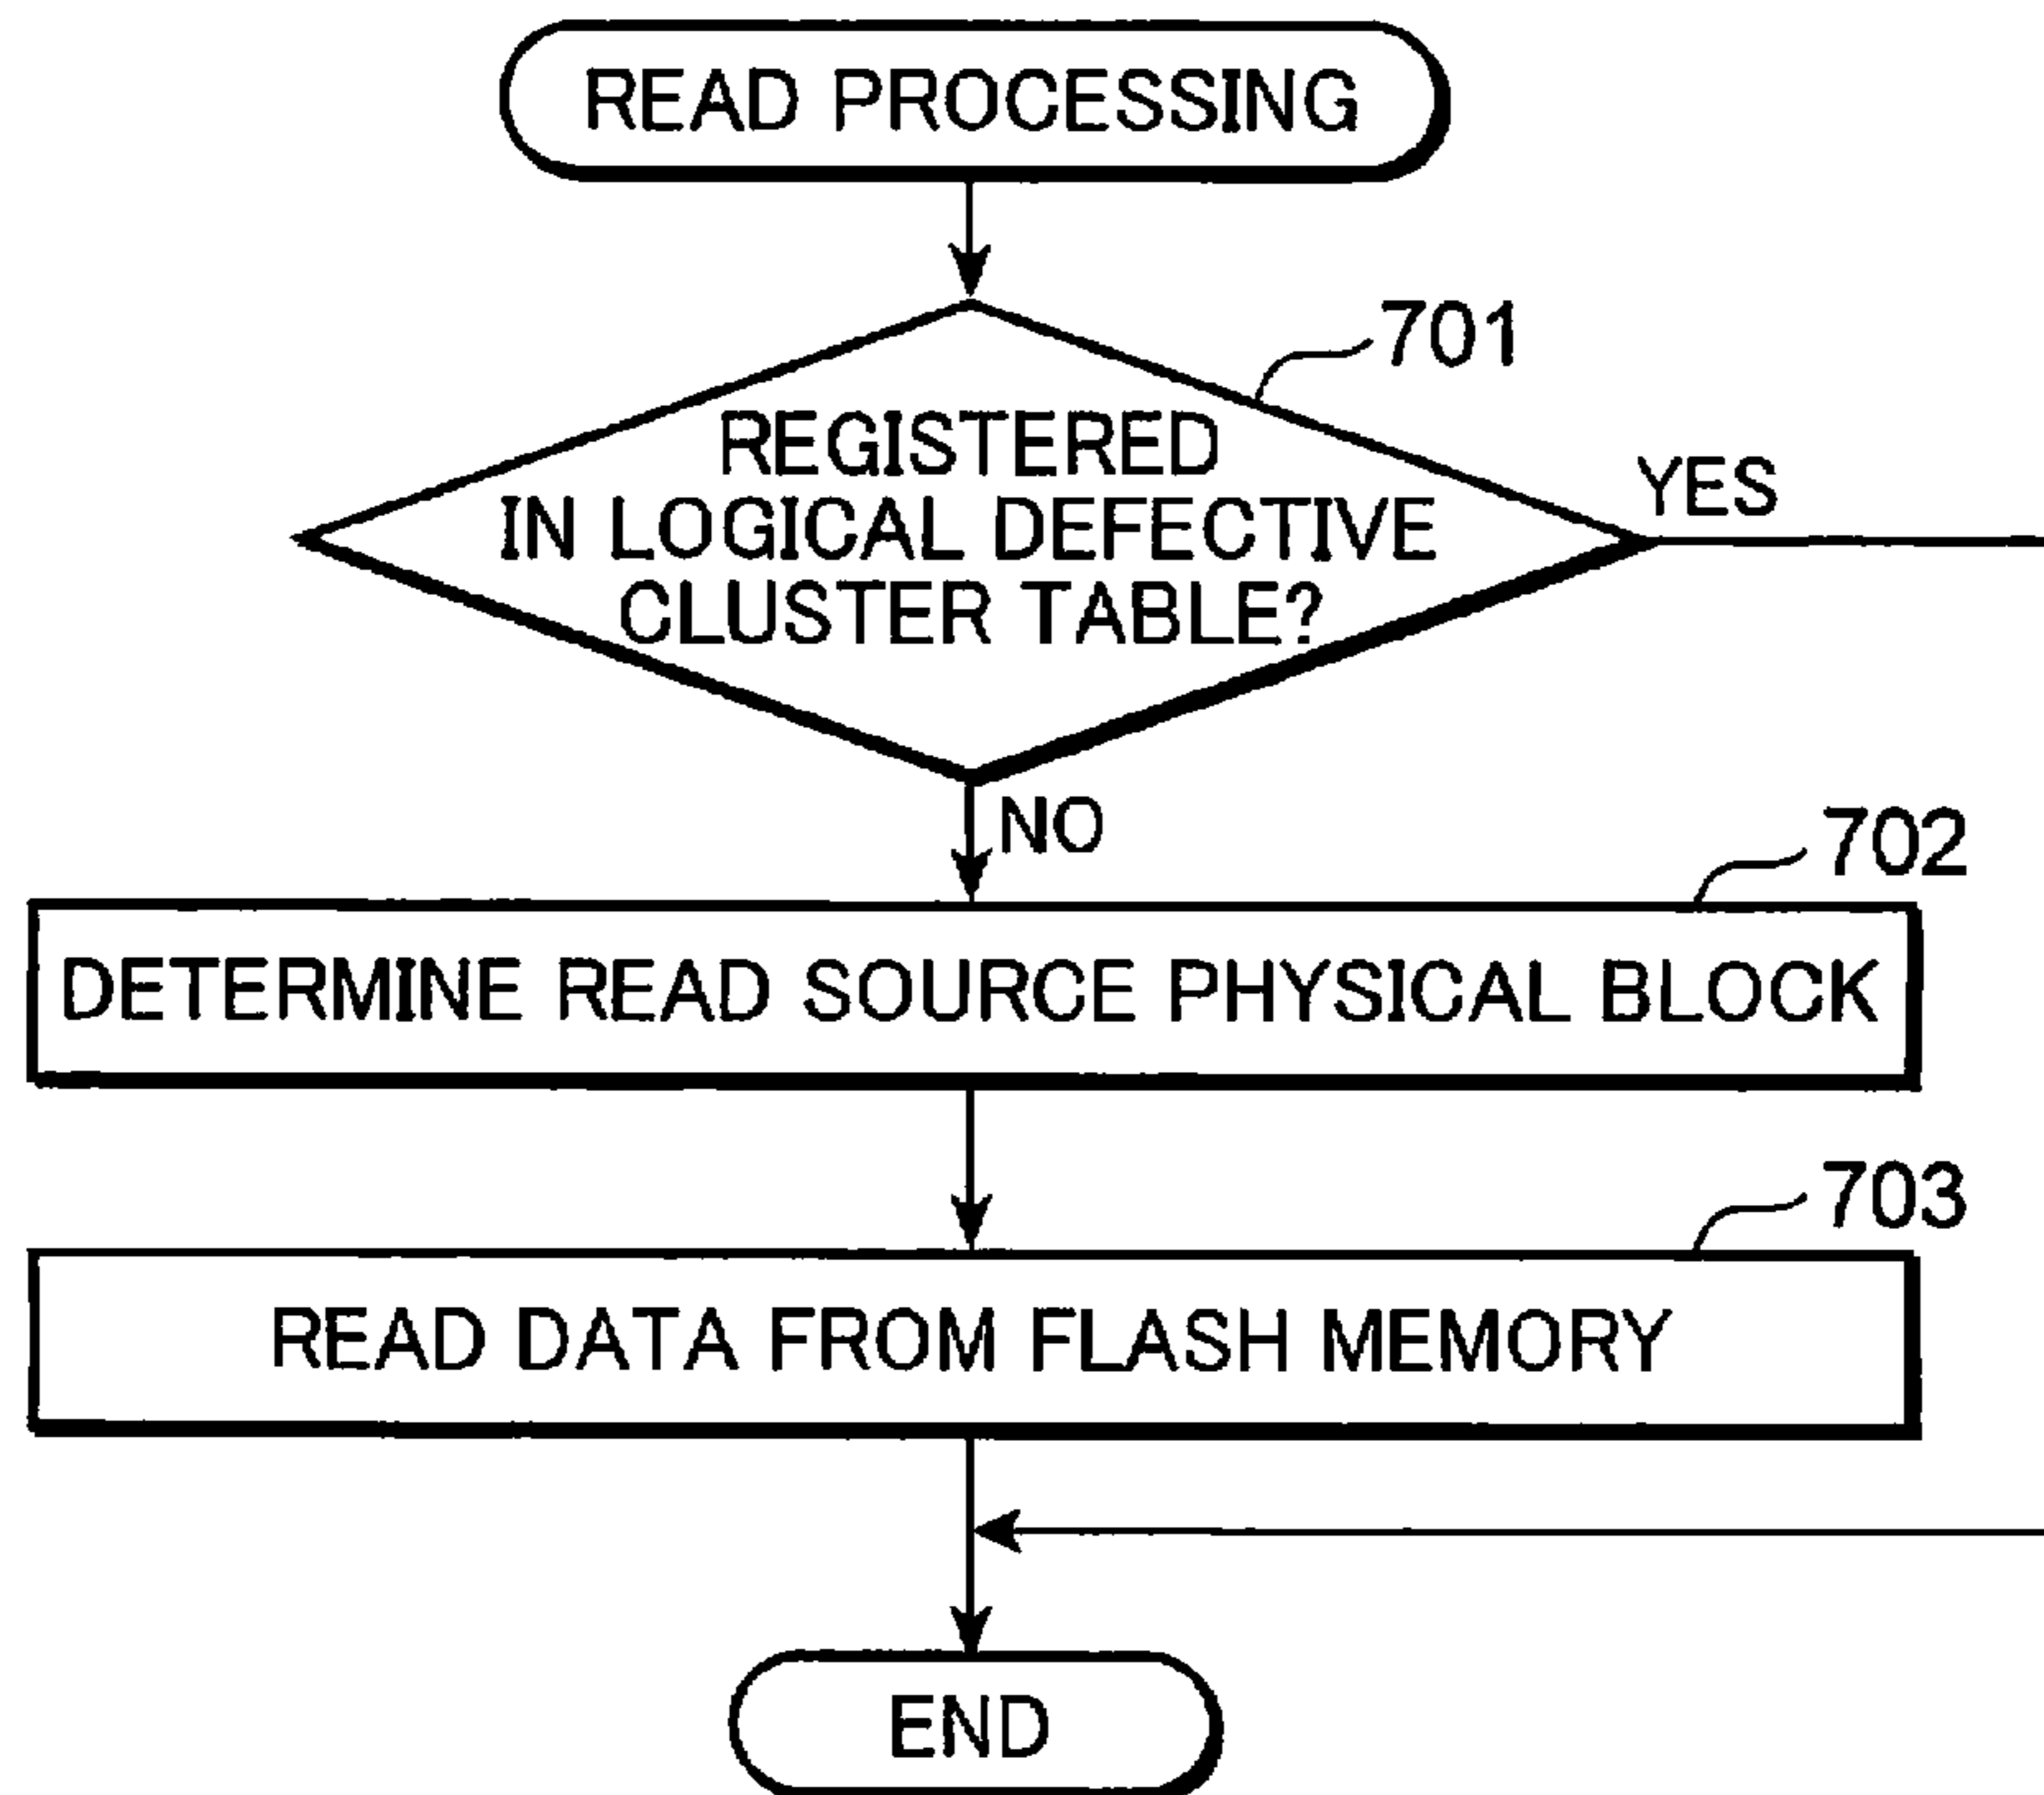 READ PROCESSING
701
REGISTERED
IN LOGICAL DEFECTIVE
CLUSTER TABLE?
YES
NO
702
DETERMINE READ SOURCE PHYSICAL BLOCK
703
READ DATA FROM FLASH MEMORY
END